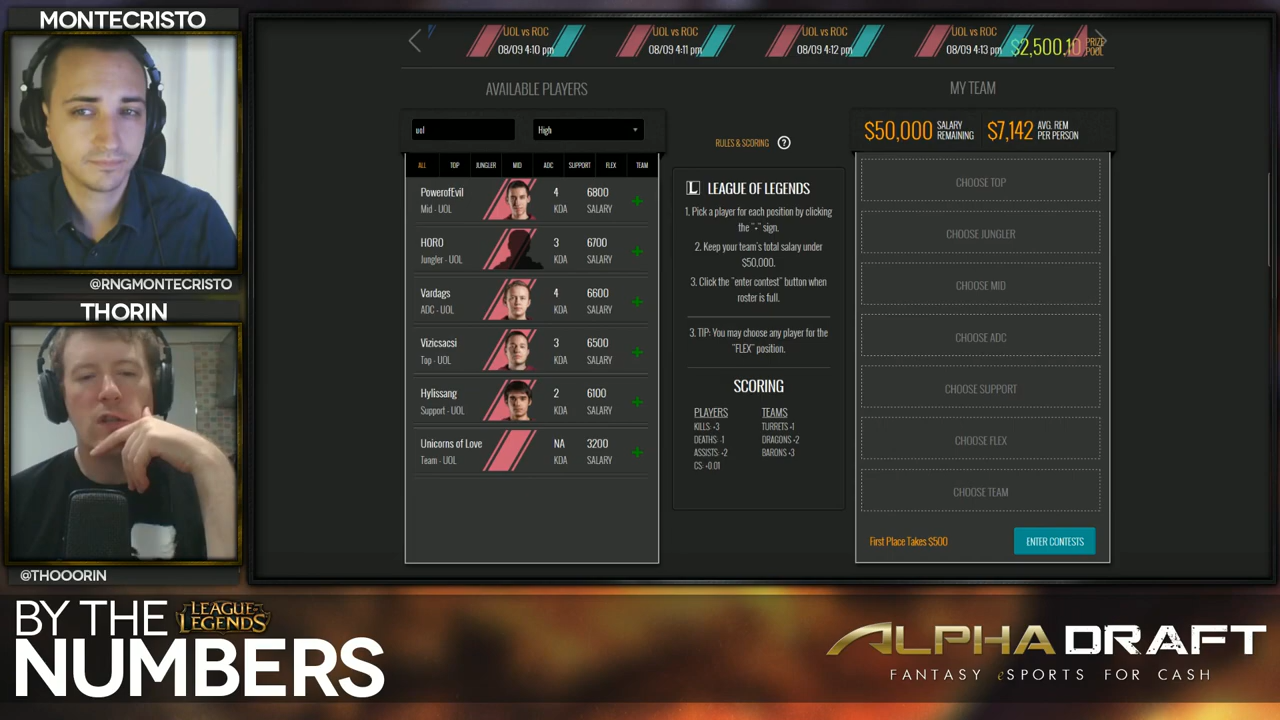 MONTECRISTO
@RNGMONTECRISTO
THORIN
@THOOORIN
UOL vs ROC
08/09 4:10 pm
UOL vs ROC
08/09 4:11 pm
UOL vs ROC
08/09 4:12 pm
UOL vs ROC
08/09 4:13 pm
$2,500,10 PRIZE POOL
AVAILABLE PLAYERS
uol
High
ALL TOP JUNGLER MID ADC SUPPORT FLEX TEAM
PowerofEvil 4 6800
Mid - UOL KDA SALARY
HORO 3 6700
Jungler - UOL KDA SALARY
Vardags 4 6600
ADC - UOL KDA SALARY
Vizicsacsi 3 6500
Top - UOL KDA SALARY
Hylissang 2 6100
Support - UOL KDA SALARY
Unicorns of Love NA 3200
Team - UOL KDA SALARY
RULES & SCORING ?
L LEAGUE OF LEGENDS
1. Pick a player for each position by clicking
the "+" sign.
2. Keep your team's total salary under
$50,000.
3. Click the "enter contest" button when
roster is full.
3. TIP: You may choose any player for the
"FLEX" position.
SCORING
PLAYERS TEAMS
KILLS: +3 TURRETS +1
DEATHS: -1 DRAGONS +2
ASSISTS: +2 BARONS: +3
CS: +0.01
MY TEAM
$50,000 SALARY REMAINING $7,142 AVG. REM PER PERSON
CHOOSE TOP
CHOOSE JUNGLER
CHOOSE MID
CHOOSE ADC
CHOOSE SUPPORT
CHOOSE FLEX
CHOOSE TEAM
First Place Takes $500
ENTER CONTESTS
BY THE LEAGUE OF LEGENDS
NUMBERS
ALPHADRAFT
FANTASY eSPORTS FOR CASH